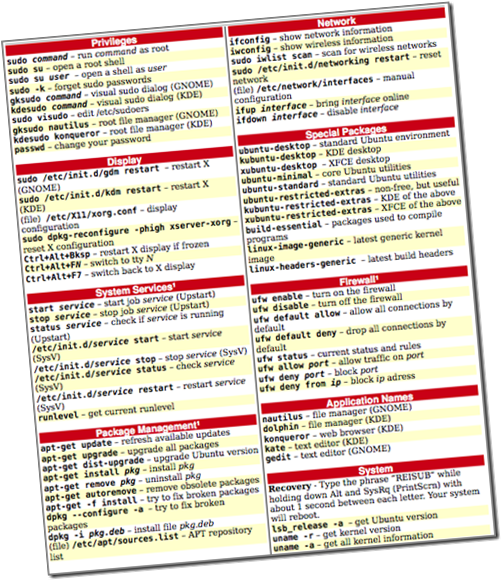 Privileges
sudo command – run command as root
sudo su – open a root shell
sudo su user – open a shell as user
sudo -k – forget sudo passwords
gksudo command – visual sudo dialog (GNOME)
kdesudo command – visual sudo dialog (KDE)
sudo visudo – edit /etc/sudoers
gksudo nautilus – root file manager (GNOME)
kdesudo konqueror – root file manager (KDE)
passwd – change your password
Display
sudo /etc/init.d/gdm restart – restart X
(GNOME)
sudo /etc/init.d/kdm restart – restart X
(KDE)
(file) /etc/X11/xorg.conf – display
configuration
sudo dpkg-reconfigure -phigh xserver-xorg –
reset X configuration
Ctrl+Alt+Bksp – restart X display if frozen
Ctrl+Alt+FN – switch to tty N
Ctrl+Alt+F7 – switch back to X display
System Services¹
start service – start job service (Upstart)
stop service – stop job service (Upstart)
status service – check if service is running
(Upstart)
/etc/init.d/service start – start service
(SysV)
/etc/init.d/service stop – stop service (SysV)
/etc/init.d/service status – check service
(SysV)
/etc/init.d/service restart – restart service
(SysV)
runlevel – get current runlevel
Package Management¹
apt-get update – refresh available updates
apt-get upgrade – upgrade all packages
apt-get dist-upgrade – upgrade Ubuntu version
apt-get install pkg – install pkg
apt-get remove pkg – uninstall pkg
apt-get autoremove – remove obsolete packages
apt-get -f install – try to fix broken packages
dpkg --configure -a – try to fix broken
packages
dpkg -i pkg.deb – install file pkg.deb
(file) /etc/apt/sources.list – APT repository
list
Network
ifconfig – show network information
iwconfig – show wireless information
sudo iwlist scan – scan for wireless networks
sudo /etc/init.d/networking restart – reset
network
(file) /etc/network/interfaces – manual
configuration
ifup interface – bring interface online
ifdown interface – disable interface
Special Packages
ubuntu-desktop – standard Ubuntu environment
kubuntu-desktop – KDE desktop
xubuntu-desktop – XFCE desktop
ubuntu-minimal – core Ubuntu utilities
ubuntu-standard – standard Ubuntu utilities
ubuntu-restricted-extras – non-free, but useful
kubuntu-restricted-extras – KDE of the above
xubuntu-restricted-extras – XFCE of the above
build-essential – packages used to compile
programs
linux-image-generic – latest generic kernel
image
linux-headers-generic – latest build headers
Firewall¹
ufw enable – turn on the firewall
ufw disable – turn off the firewall
ufw default allow – allow all connections by
default
ufw default deny – drop all connections by
default
ufw status – current status and rules
ufw allow port – allow traffic on port
ufw deny port – block port
ufw deny from ip – block ip adress
Application Names
nautilus – file manager (GNOME)
dolphin – file manager (KDE)
konqueror – web browser (KDE)
kate – text editor (KDE)
gedit – text editor (GNOME)
System
Recovery - Type the phrase "REISUB" while
holding down Alt and SysRq (PrintScrn) with
about 1 second between each letter. Your system
will reboot.
lsb_release -a – get Ubuntu version
uname -r – get kernel version
uname -a – get all kernel information